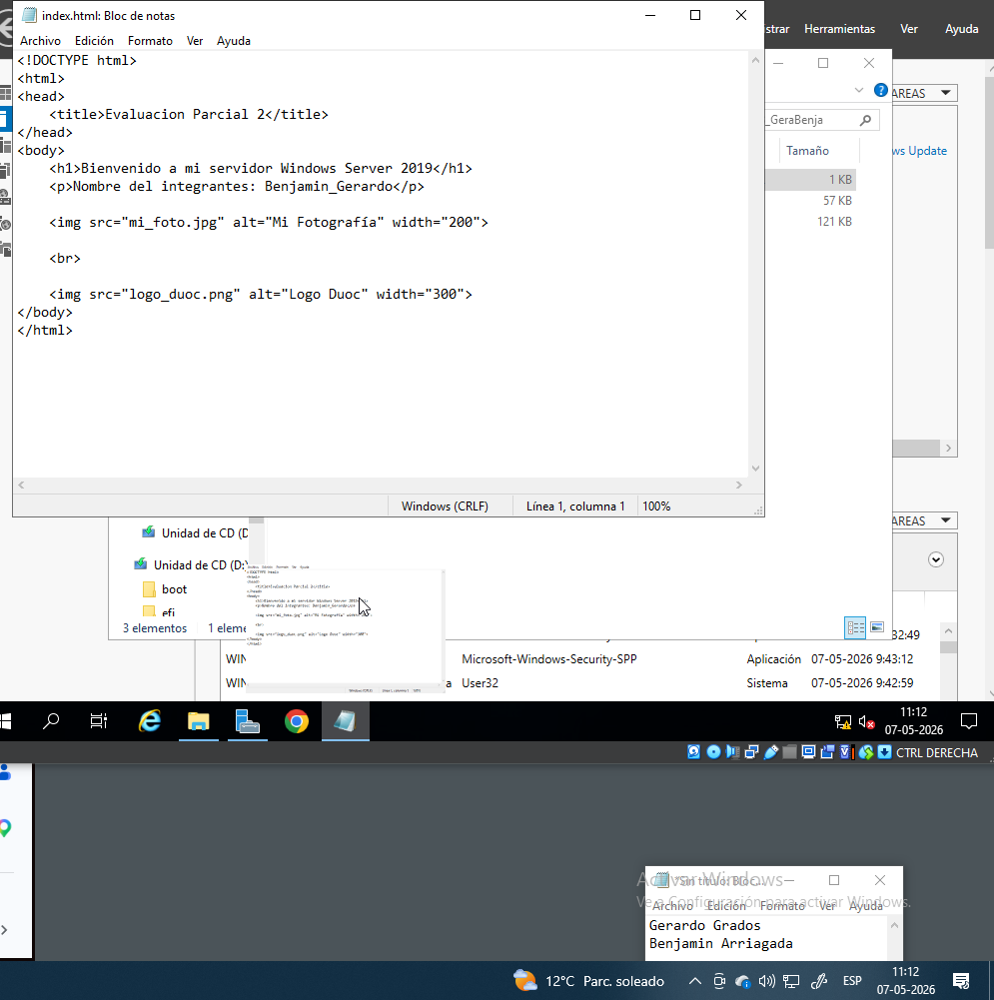 index.html: Bloc de notas
Archivo Edición Formato Ver Ayuda
<!DOCTYPE html>
<html>
<head>
    <title>Evaluacion Parcial 2</title>
</head>
<body>
    <h1>Bienvenido a mi servidor Windows Server 2019</h1>
    <p>Nombre del integrantes: Benjamin_Gerardo</p>
    <img src="mi_foto.jpg" alt="Mi Fotografía" width="200">
    <br>
    <img src="logo_duoc.png" alt="Logo Duoc" width="300">
</body>
</html>
Windows (CRLF) Línea 1, columna 1 100%
Herramientas Ver Ayuda
AREAS
_GeraBenja
Tamaño
Update
1 KB
57 KB
121 KB
AREAS
Unidad de CD (D
Unidad de CD (D:)
boot
efi
3 elementos 1 eleme
32:49
WIN Microsoft-Windows-Security-SPP Aplicación 07-05-2026 9:43:12
WIN User32 Sistema 07-05-2026 9:42:59
11:12
07-05-2026
CTRL DERECHA
Activar Windows
Ve a Configuración para activar Windows.
*Sin título: Bloc...
Archivo Edición Formato Ver Ayuda
Gerardo Grados
Benjamin Arriagada
12°C Parc. soleado ESP 11:12
07-05-2026